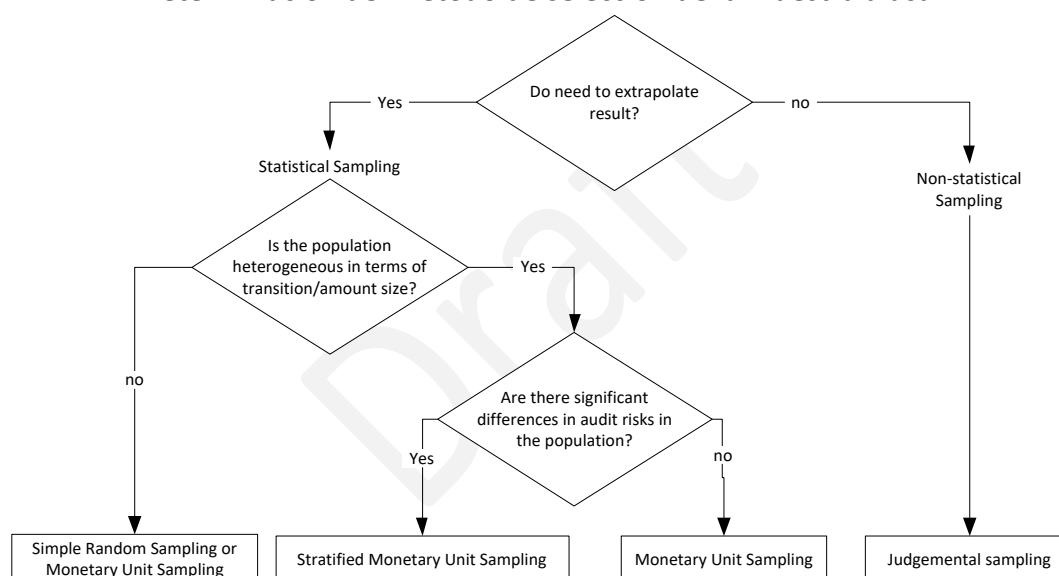 Do need to extrapolate
result?
Yes
no
Statistical Sampling
Non-statistical
Sampling
Is the population
heterogeneous in terms of
transition/amount size?
Yes
no
Are there significant
differences in audit risks in
the population?
Yes
no
Simple Random Sampling or
Monetary Unit Sampling
Stratified Monetary Unit Sampling
Monetary Unit Sampling
Judgemental sampling
Draft